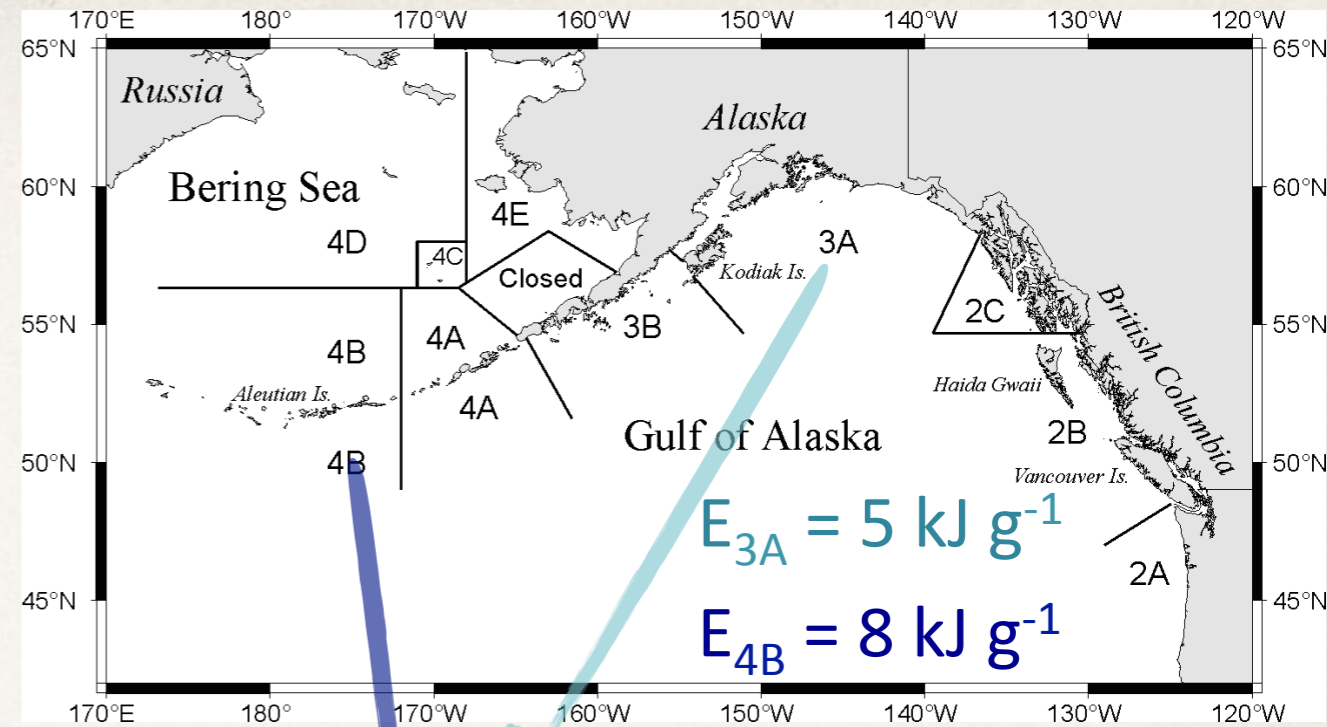 170°E 180° 170°W 160°W 150°W 140°W 130°W 120°W
65°N 65°N
Russia
Alaska
60°N 60°N
Bering Sea
4E
4D 4C 3A
Closed Kodiak Is.
British Columbia
2C
55°N 55°N
4A 3B
4B
Aleutian Is. Haida Gwaii
4A
Gulf of Alaska 2B
4B
50°N 50°N
Vancouver Is.
E3A = 5 kJ g-1
2A
45°N 45°N
E4B = 8 kJ g-1
170°E 180° 170°W 160°W 150°W 140°W 130°W 120°W